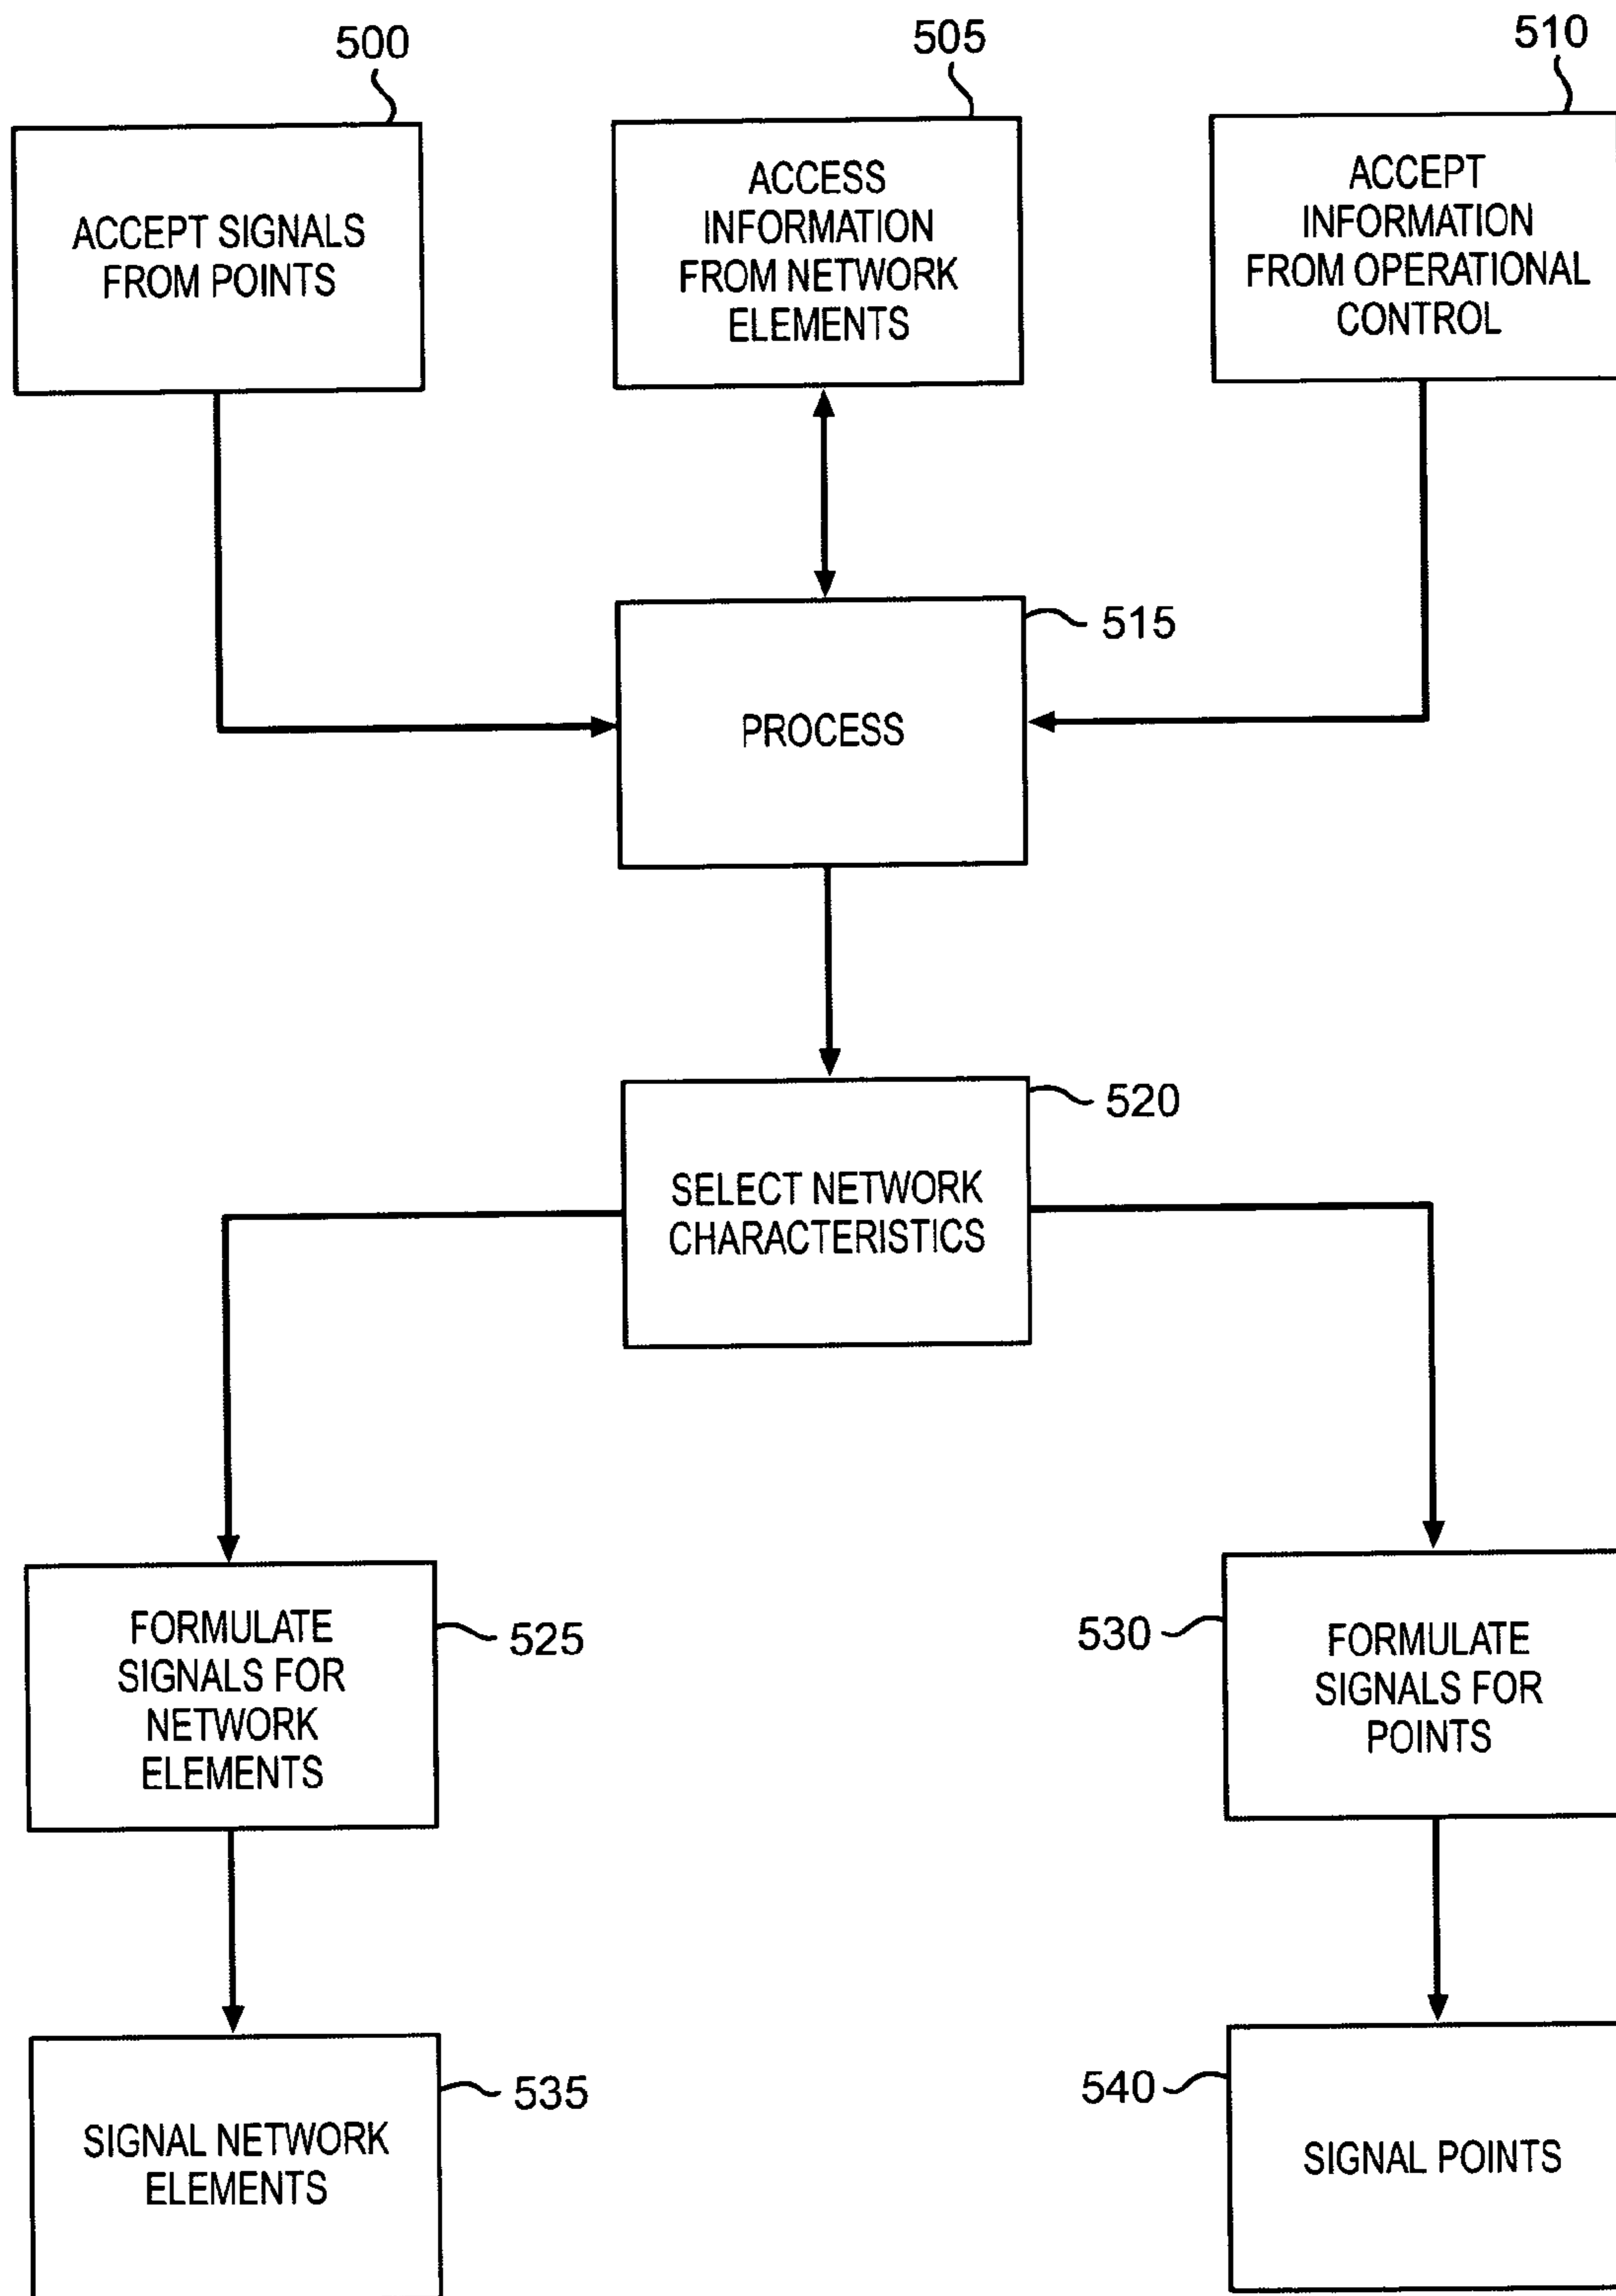 500
505
510
ACCEPT SIGNALS
FROM POINTS
ACCESS
INFORMATION
FROM NETWORK
ELEMENTS
ACCEPT
INFORMATION
FROM OPERATIONAL
CONTROL
515
PROCESS
520
SELECT NETWORK
CHARACTERISTICS
FORMULATE
SIGNALS FOR
NETWORK
ELEMENTS
525
530
FORMULATE
SIGNALS FOR
POINTS
SIGNAL NETWORK
ELEMENTS
535
540
SIGNAL POINTS